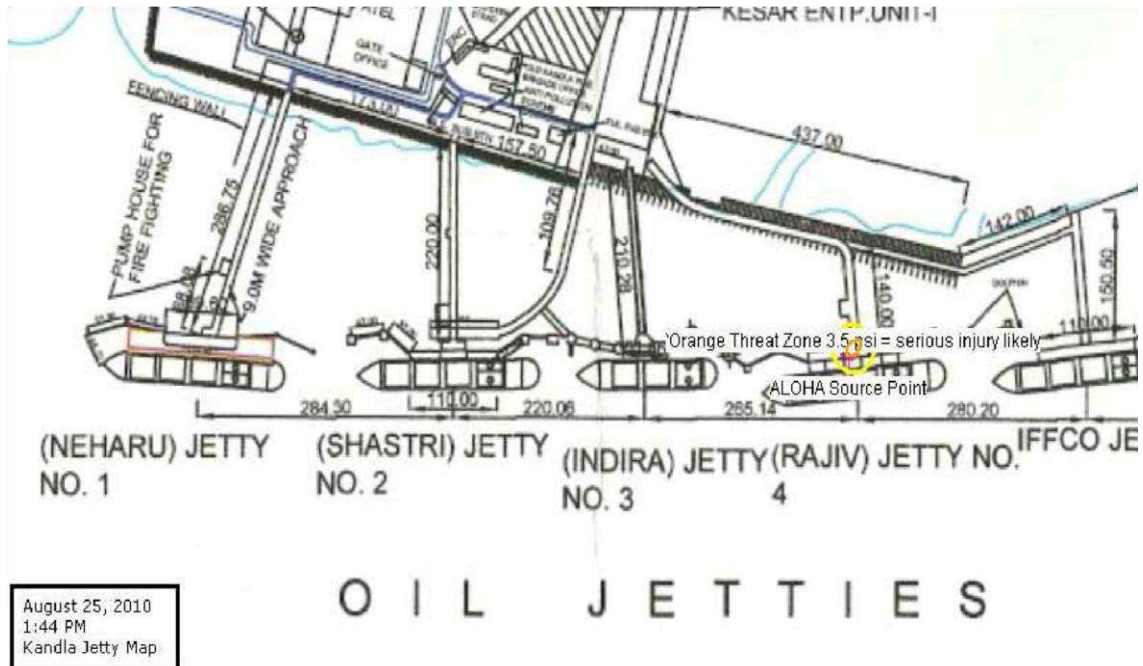 KESAR ENTP.UNIT-I
GATE
OFFICE
FENCING WALL
173.00
157.50
437.00
PUMP HOUSE FOR
FIRE FIGHTING
286.75
9.0M WIDE APPROACH
220.00
109.76
210.28
142.00
140.00
150.50
DOLPHIN
110.00
'Orange Threat Zone 3.5 psi = serious injury likely
ALOHA Source Point
110.00
284.30
220.06
265.14
280.20
(NEHARU) JETTY
NO. 1
(SHASTRI) JETTY
NO. 2
(INDIRA) JETTY
NO. 3
(RAJIV) JETTY NO.
4
IFFCO JE
OIL JETTIES
August 25, 2010
1:44 PM
Kandla Jetty Map